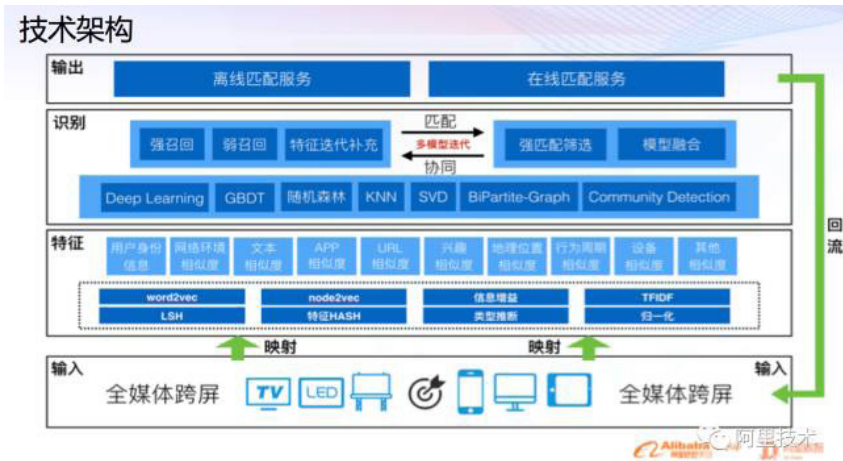 技术架构
输出
离线匹配服务 在线匹配服务
识别
强召回 弱召回 特征迭代补充
匹配
多模型迭代
协同
强匹配筛选 模型融合
Deep Learning GBDT 随机森林 KNN SVD BiPartite-Graph Community Detection
特征
用户身份信息 网络环境相似度 文本相似度 APP相似度 URL相似度 兴趣相似度 地理位置相似度 行为周期相似度 设备相似度 其他相似度
word2vec node2vec 信息增益 TFIDF
LSH 特征HASH 类型推断 归一化
回流
映射 映射
输入 输入
全媒体跨屏 TV LED 全媒体跨屏
Alibaba 阿里技术